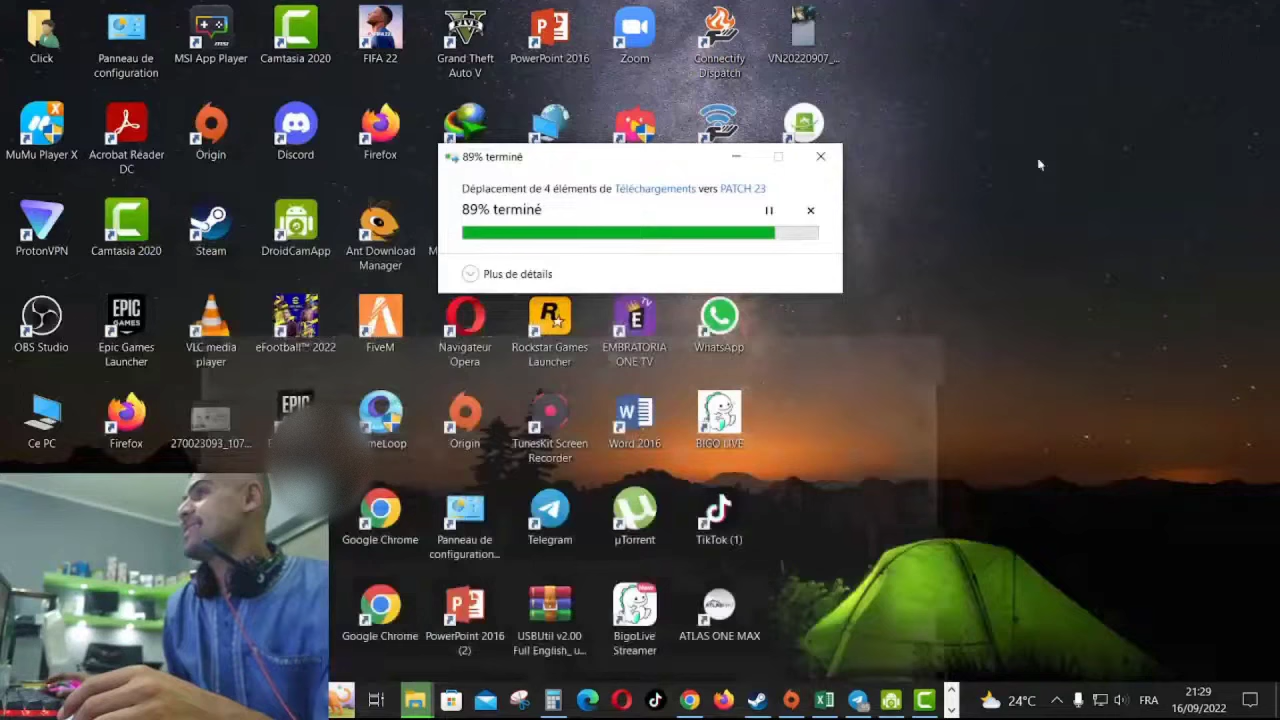 Click
Panneau de
configuration
MSI App Player
Camtasia 2020
FIFA 22
Grand Theft
Auto V
PowerPoint 2016
Zoom
Connectify
Dispatch
VN20220907_...
MuMu Player X
Acrobat Reader
DC
Origin
Discord
Firefox
89% terminé
Déplacement de 4 éléments de Téléchargements vers PATCH 23
89% terminé
Plus de détails
ProtonVPN
Camtasia 2020
Steam
DroidCamApp
Ant Download
Manager
M
OBS Studio
EPIC
GAMES
Epic Games
Launcher
VLC media
player
eFootball™ 2022
FiveM
Navigateur
Opera
Rockstar Games
Launcher
TV
E
EMBRATORIA
ONE TV
WhatsApp
Ce PC
Firefox
270023093_107...
EPIC
meLoop
Origin
TunesKit Screen
Recorder
Word 2016
BIGO LIVE
Google Chrome
Panneau de
configuration...
Telegram
µTorrent
TikTok (1)
Google Chrome
PowerPoint 2016
(2)
USBUtil v2.00
Full English_ u...
BigoLive
Streamer
ATLAS ONE MAX
24°C
FRA
21:29
16/09/2022